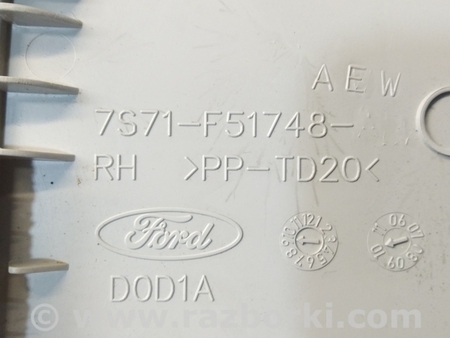 AEW
7S71-F51748-
RH >PP-TD20<
Ford
D0D1A
www.razborki.com